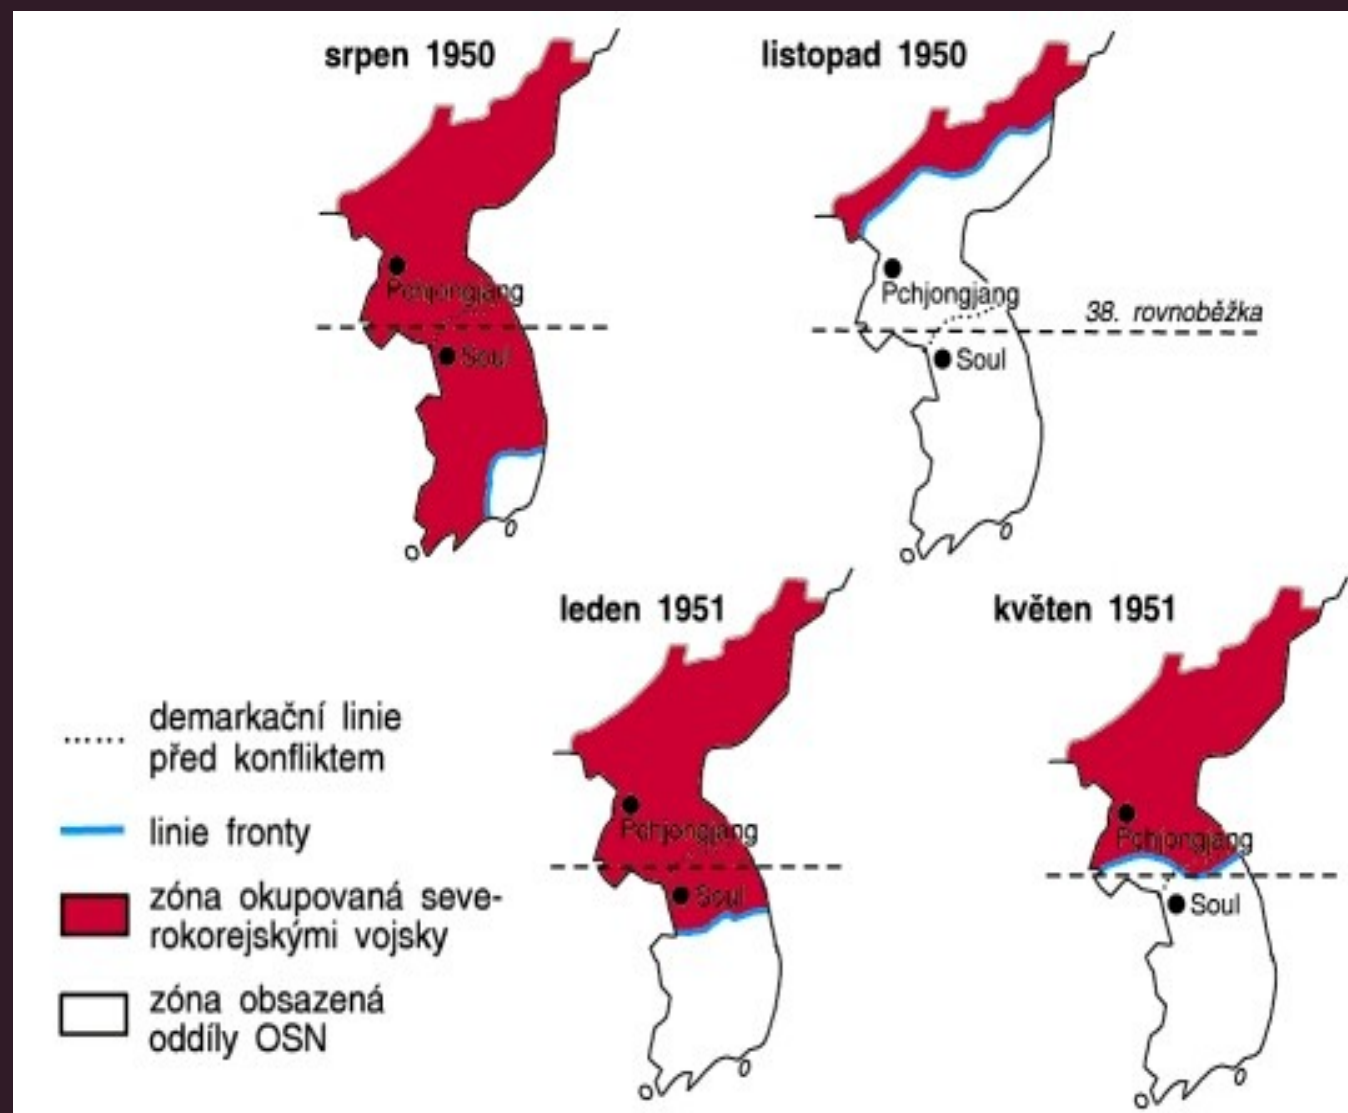 srpen 1950
Pchjongjang
Soul
listopad 1950
Pchjongjang
38. rovnoběžka
Soul
leden 1951
Pchjongjang
Soul
květen 1951
Pchjongjang
Soul
demarkační linie
před konfliktem
linie fronty
zóna okupovaná seve-
rokorejskými vojsky
zóna obsazená
oddíly OSN